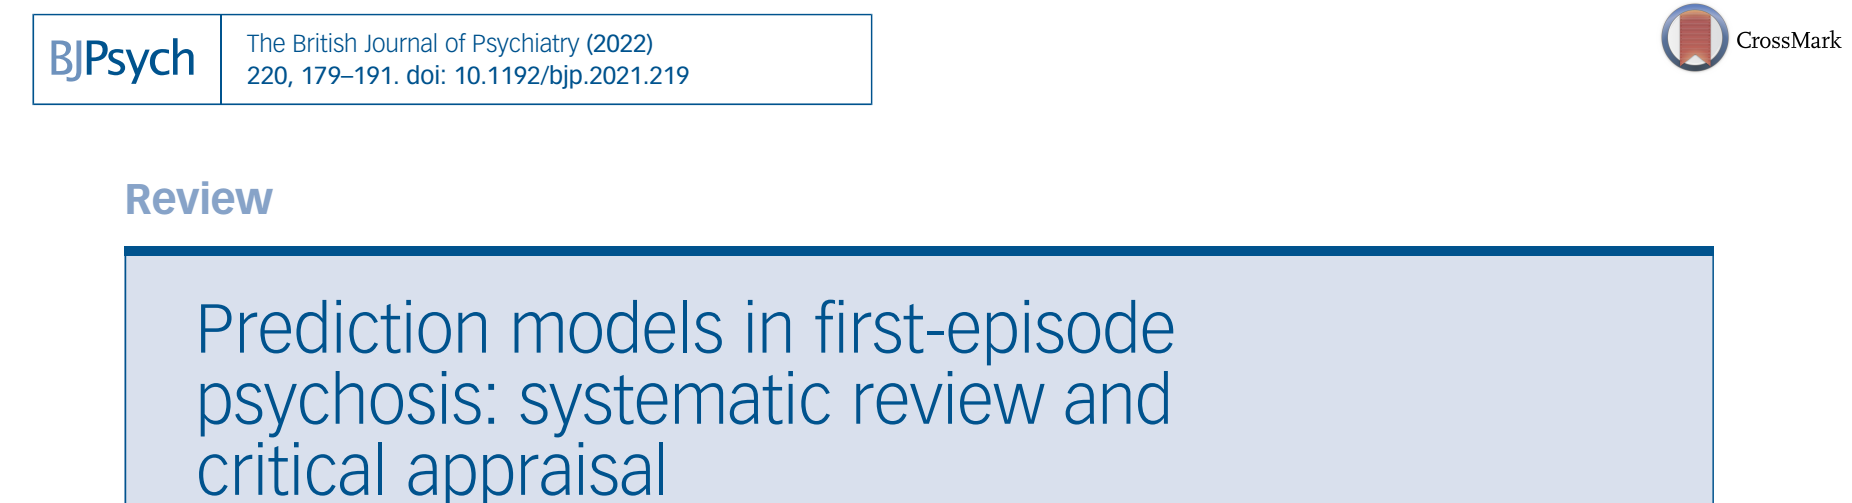 BJPsych
The British Journal of Psychiatry (2022)
220, 179–191. doi: 10.1192/bjp.2021.219
CrossMark
Review
Prediction models in first-episode
psychosis: systematic review and
critical appraisal